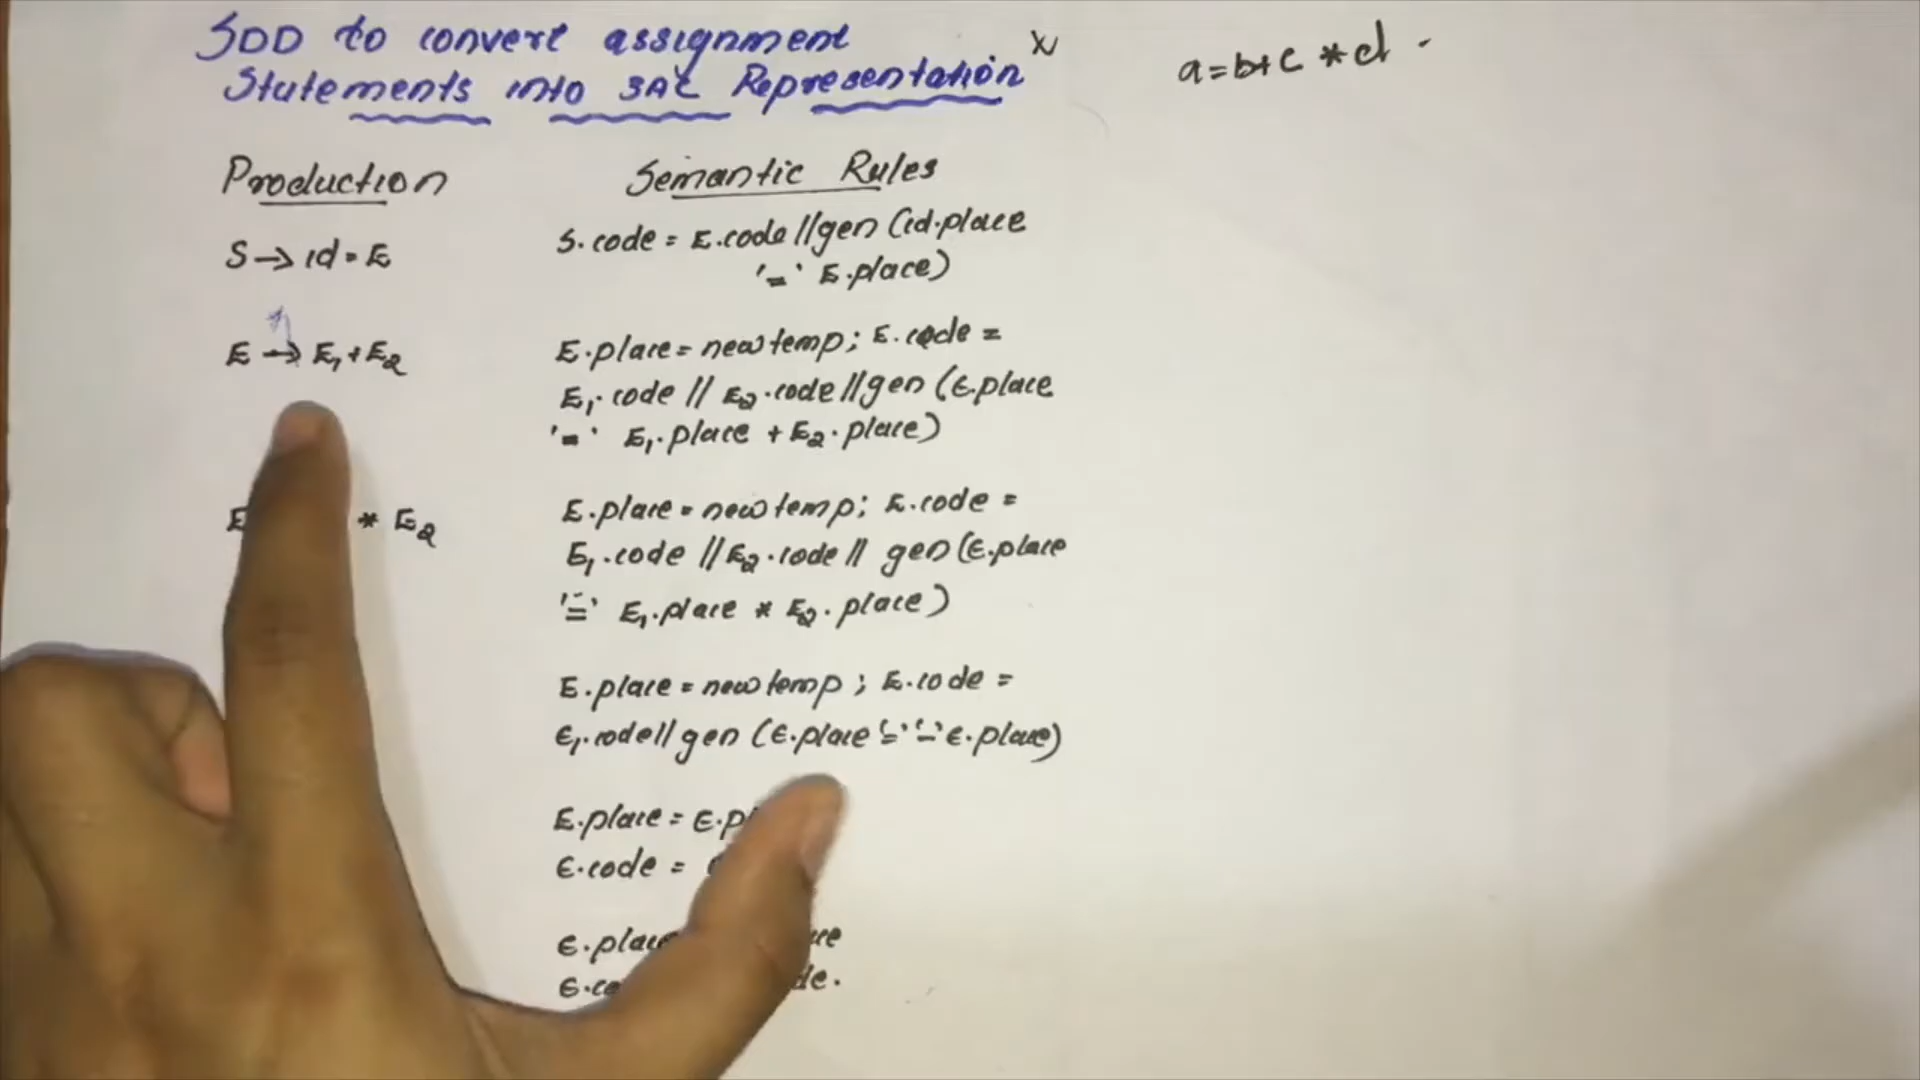 SDD to convert assignment
Statements into 3AC Representation
a=b+c *d
Production
Semantic Rules
S → id = E
S.code = E.code //gen (id.place
'=' E.place)
E → E1 + E2
E.place = newtemp; E.code =
E1.code // E2.code // gen (E.place
'=' E1.place + E2.place)
E * E2
E.place = newtemp; E.code =
E1.code // E2.code // gen (E.place
'=' E1.place * E2.place)
E.place = newtemp; E.code =
E1.code // gen (E.place '=' '-' E.place)
E.place =
E.code =